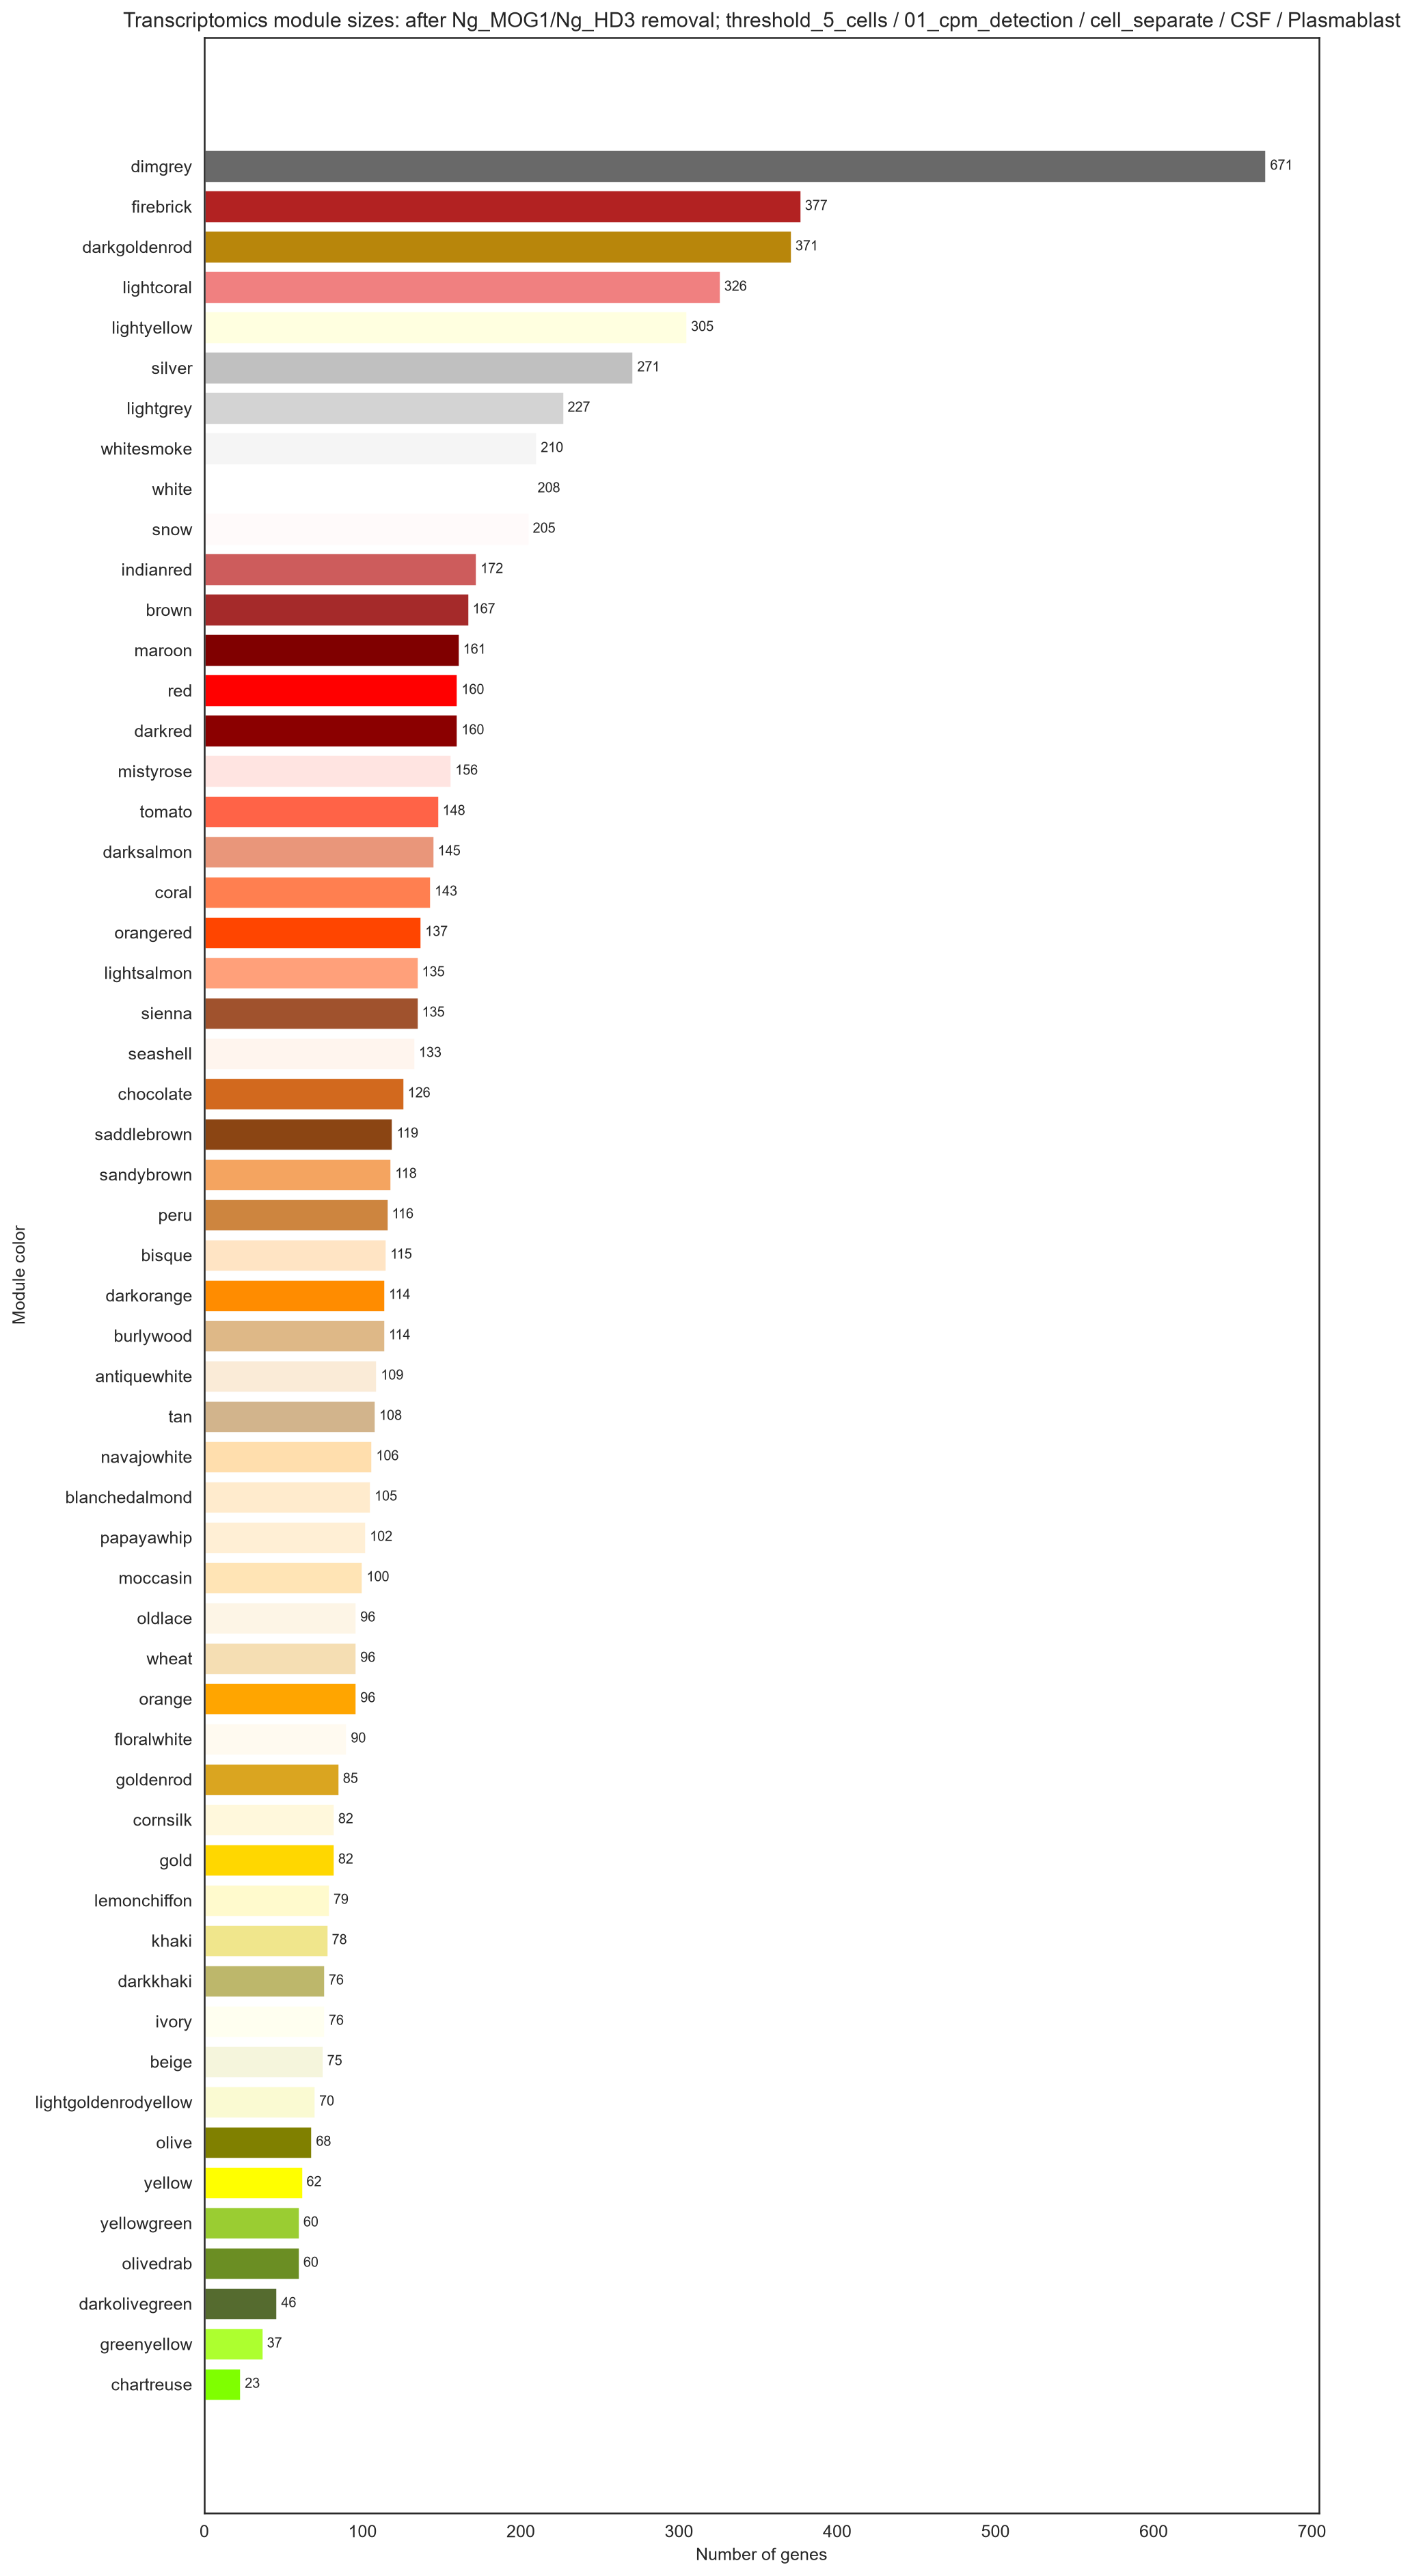 Transcriptomics module sizes: after Ng_MOG1/Ng_HD3 removal; threshold_5_cells / 01_cpm_detection / cell_separate / CSF / Plasmablast
Module color
dimgrey 671
firebrick 377
darkgoldenrod 371
lightcoral 326
lightyellow 305
silver 271
lightgrey 227
whitesmoke 210
white 208
snow 205
indianred 172
brown 167
maroon 161
red 160
darkred 160
mistyrose 156
tomato 148
darksalmon 145
coral 143
orangered 137
lightsalmon 135
sienna 135
seashell 133
chocolate 126
saddlebrown 119
sandybrown 118
peru 116
bisque 115
darkorange 114
burlywood 114
antiquewhite 109
tan 108
navajowhite 106
blanchedalmond 105
papayawhip 102
moccasin 100
oldlace 96
wheat 96
orange 96
floralwhite 90
goldenrod 85
cornsilk 82
gold 82
lemonchiffon 79
khaki 78
darkkhaki 76
ivory 76
beige 75
lightgoldenrodyellow 70
olive 68
yellow 62
yellowgreen 60
olivedrab 60
darkolivegreen 46
greenyellow 37
chartreuse 23
0 100 200 300 400 500 600 700
Number of genes